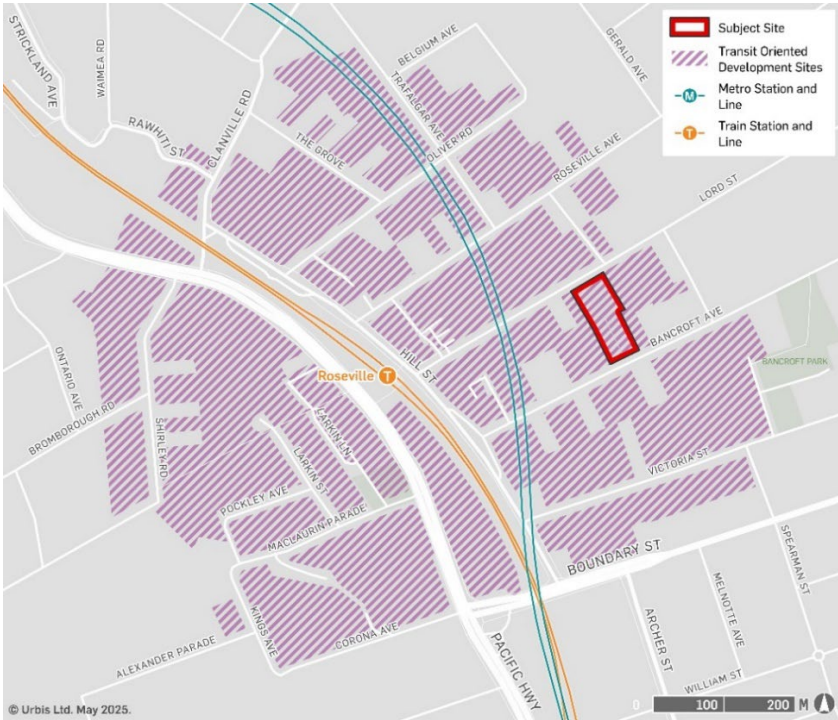 STRICKLAND AVE
WAIMEA RD
RAWHITI ST
CLANVILLE RD
THE GROVE
BELGIUM AVE
TRAFALGAR AVE
OLIVER RD
GERALD AVE
ROSEVILLE AVE
LORD ST
Subject Site
Transit Oriented
Development Sites
M
Metro Station and
Line
T
Train Station and
Line
HILL ST
BANCROFT AVE
BANCROFT PARK
Roseville
T
ONTARIO AVE
BROMBOROUGH RD
SHIRLEY RD
LARKIN LN
LARKIN ST
POCKLEY AVE
MACLAURIN PARADE
VICTORIA ST
BOUNDARY ST
KINGS AVE
CORONA AVE
ALEXANDER PARADE
PACIFIC HWY
ARCHER ST
MELNOTTE AVE
SPEARMAN ST
WILLIAM ST
© Urbis Ltd. May 2025.
0 100 200 M